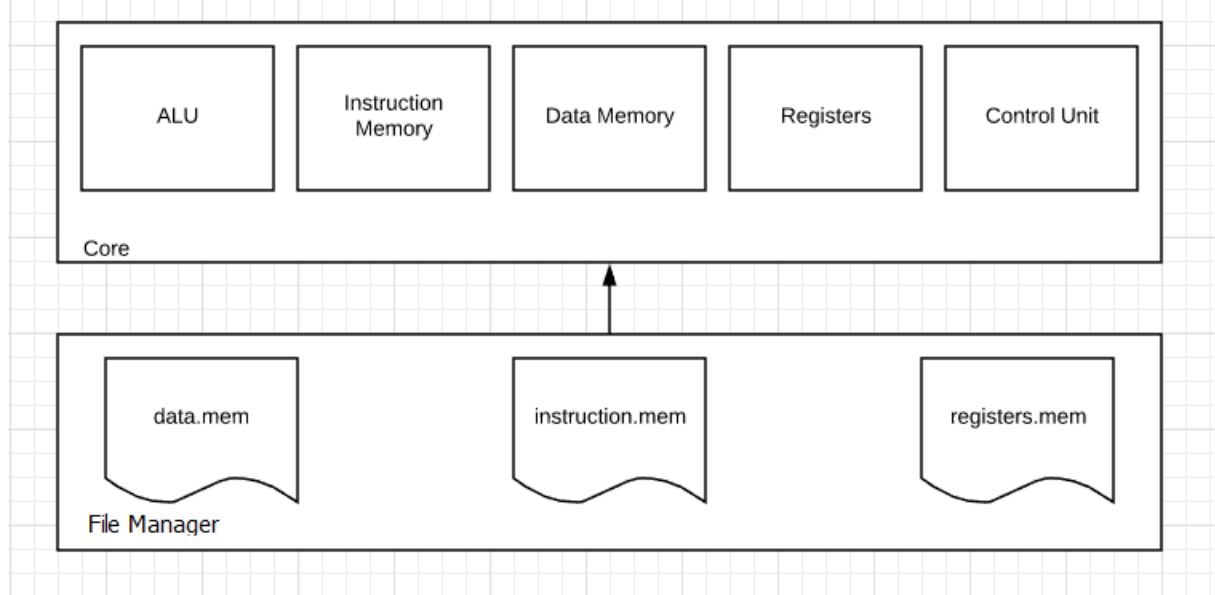 ALU
Instruction
Memory
Data Memory
Registers
Control Unit
Core
data.mem
instruction.mem
registers.mem
File Manager